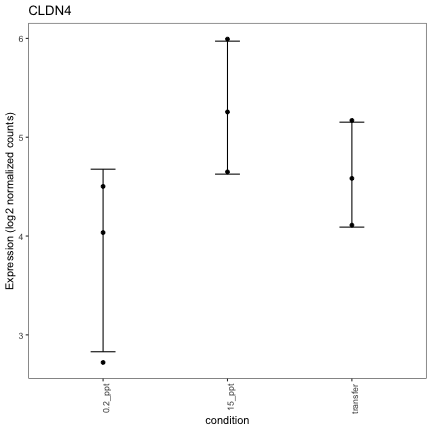 CLDN4
Expression (log2 normalized counts)
6
5
4
3
0.2_ppt
15_ppt
transfer
condition